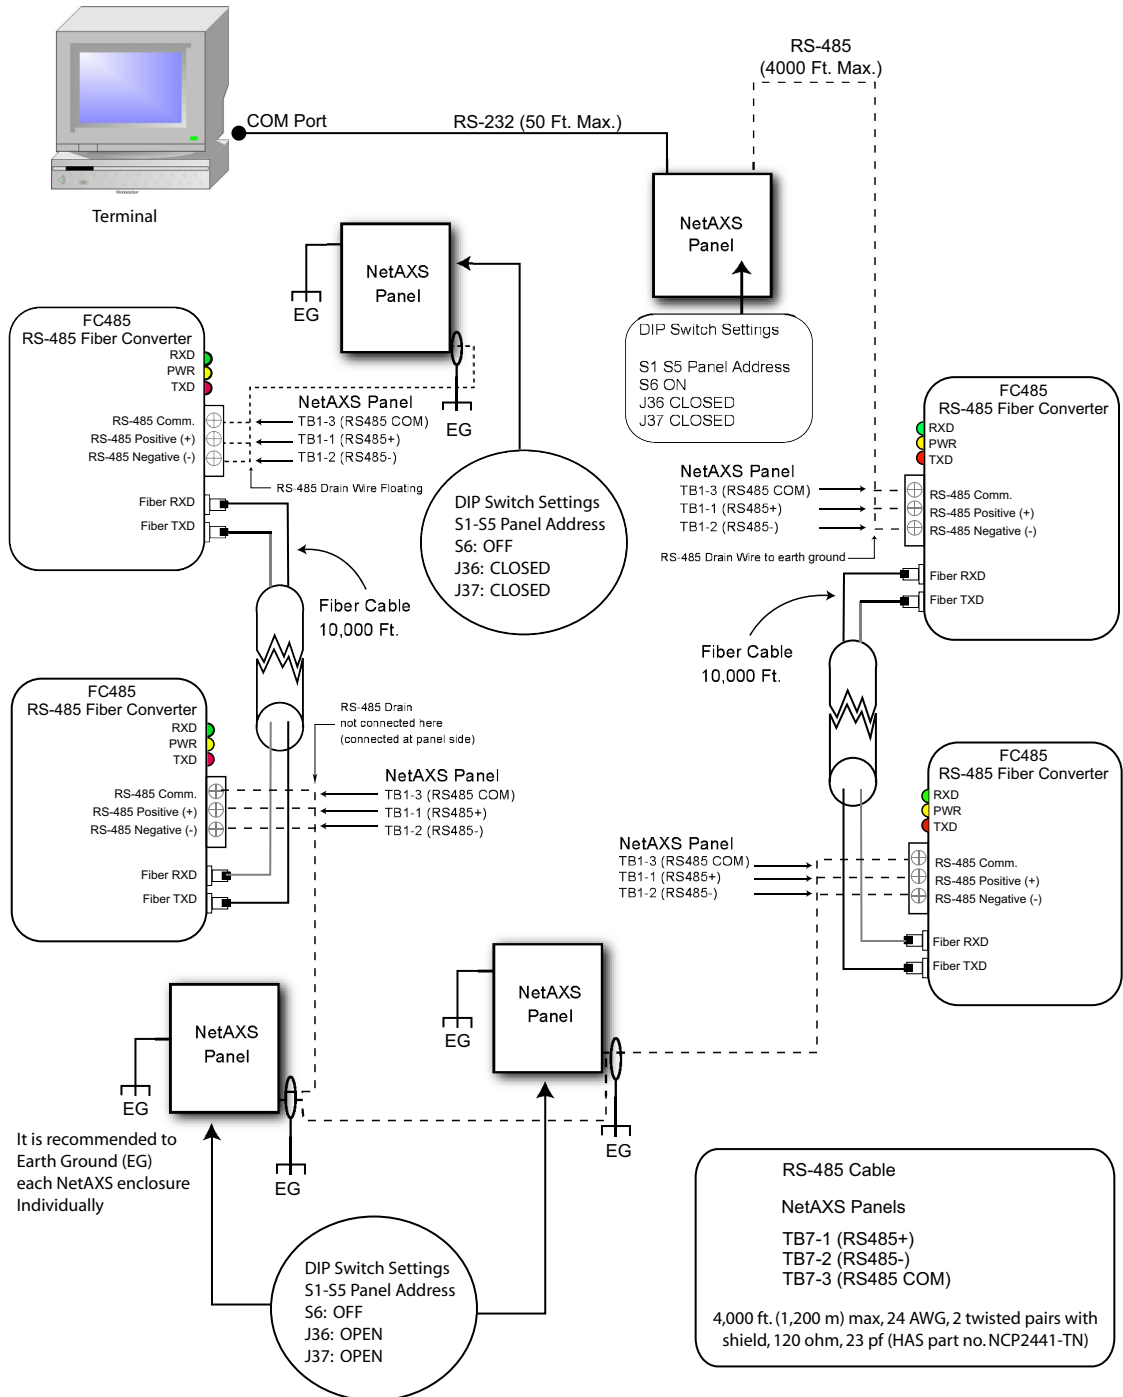 RS-485
(4000 Ft. Max.)
COM Port
RS-232 (50 Ft. Max.)
Workstation
Terminal
NetAXS
Panel
NetAXS
Panel
EG
EG
DIP Switch Settings
S1 S5 Panel Address
S6 ON
J36 CLOSED
J37 CLOSED
FC485
RS-485 Fiber Converter
RXD
PWR
TXD
RS-485 Comm.
RS-485 Positive (+)
RS-485 Negative (-)
Fiber RXD
Fiber TXD
NetAXS Panel
TB1-3 (RS485 COM)
TB1-1 (RS485+)
TB1-2 (RS485-)
RS-485 Drain Wire Floating
DIP Switch Settings
S1-S5 Panel Address
S6: OFF
J36: CLOSED
J37: CLOSED
Fiber Cable
10,000 Ft.
FC485
RS-485 Fiber Converter
RXD
PWR
TXD
NetAXS Panel
TB1-3 (RS485 COM)
TB1-1 (RS485+)
TB1-2 (RS485-)
RS-485 Comm.
RS-485 Positive (+)
RS-485 Negative (-)
RS-485 Drain Wire to earth ground
Fiber RXD
Fiber TXD
Fiber Cable
10,000 Ft.
FC485
RS-485 Fiber Converter
RXD
PWR
TXD
RS-485 Comm.
RS-485 Positive (+)
RS-485 Negative (-)
Fiber RXD
Fiber TXD
RS-485 Drain
not connected here
(connected at panel side)
NetAXS Panel
TB1-3 (RS485 COM)
TB1-1 (RS485+)
TB1-2 (RS485-)
FC485
RS-485 Fiber Converter
RXD
PWR
TXD
NetAXS Panel
TB1-3 (RS485 COM)
TB1-1 (RS485+)
TB1-2 (RS485-)
RS-485 Comm.
RS-485 Positive (+)
RS-485 Negative (-)
Fiber RXD
Fiber TXD
NetAXS
Panel
EG
EG
NetAXS
Panel
EG
EG
It is recommended to
Earth Ground (EG)
each NetAXS enclosure
Individually
DIP Switch Settings
S1-S5 Panel Address
S6: OFF
J36: OPEN
J37: OPEN
RS-485 Cable
NetAXS Panels
TB7-1 (RS485+)
TB7-2 (RS485-)
TB7-3 (RS485 COM)
4,000 ft. (1,200 m) max, 24 AWG, 2 twisted pairs with
shield, 120 ohm, 23 pf (HAS part no. NCP2441-TN)